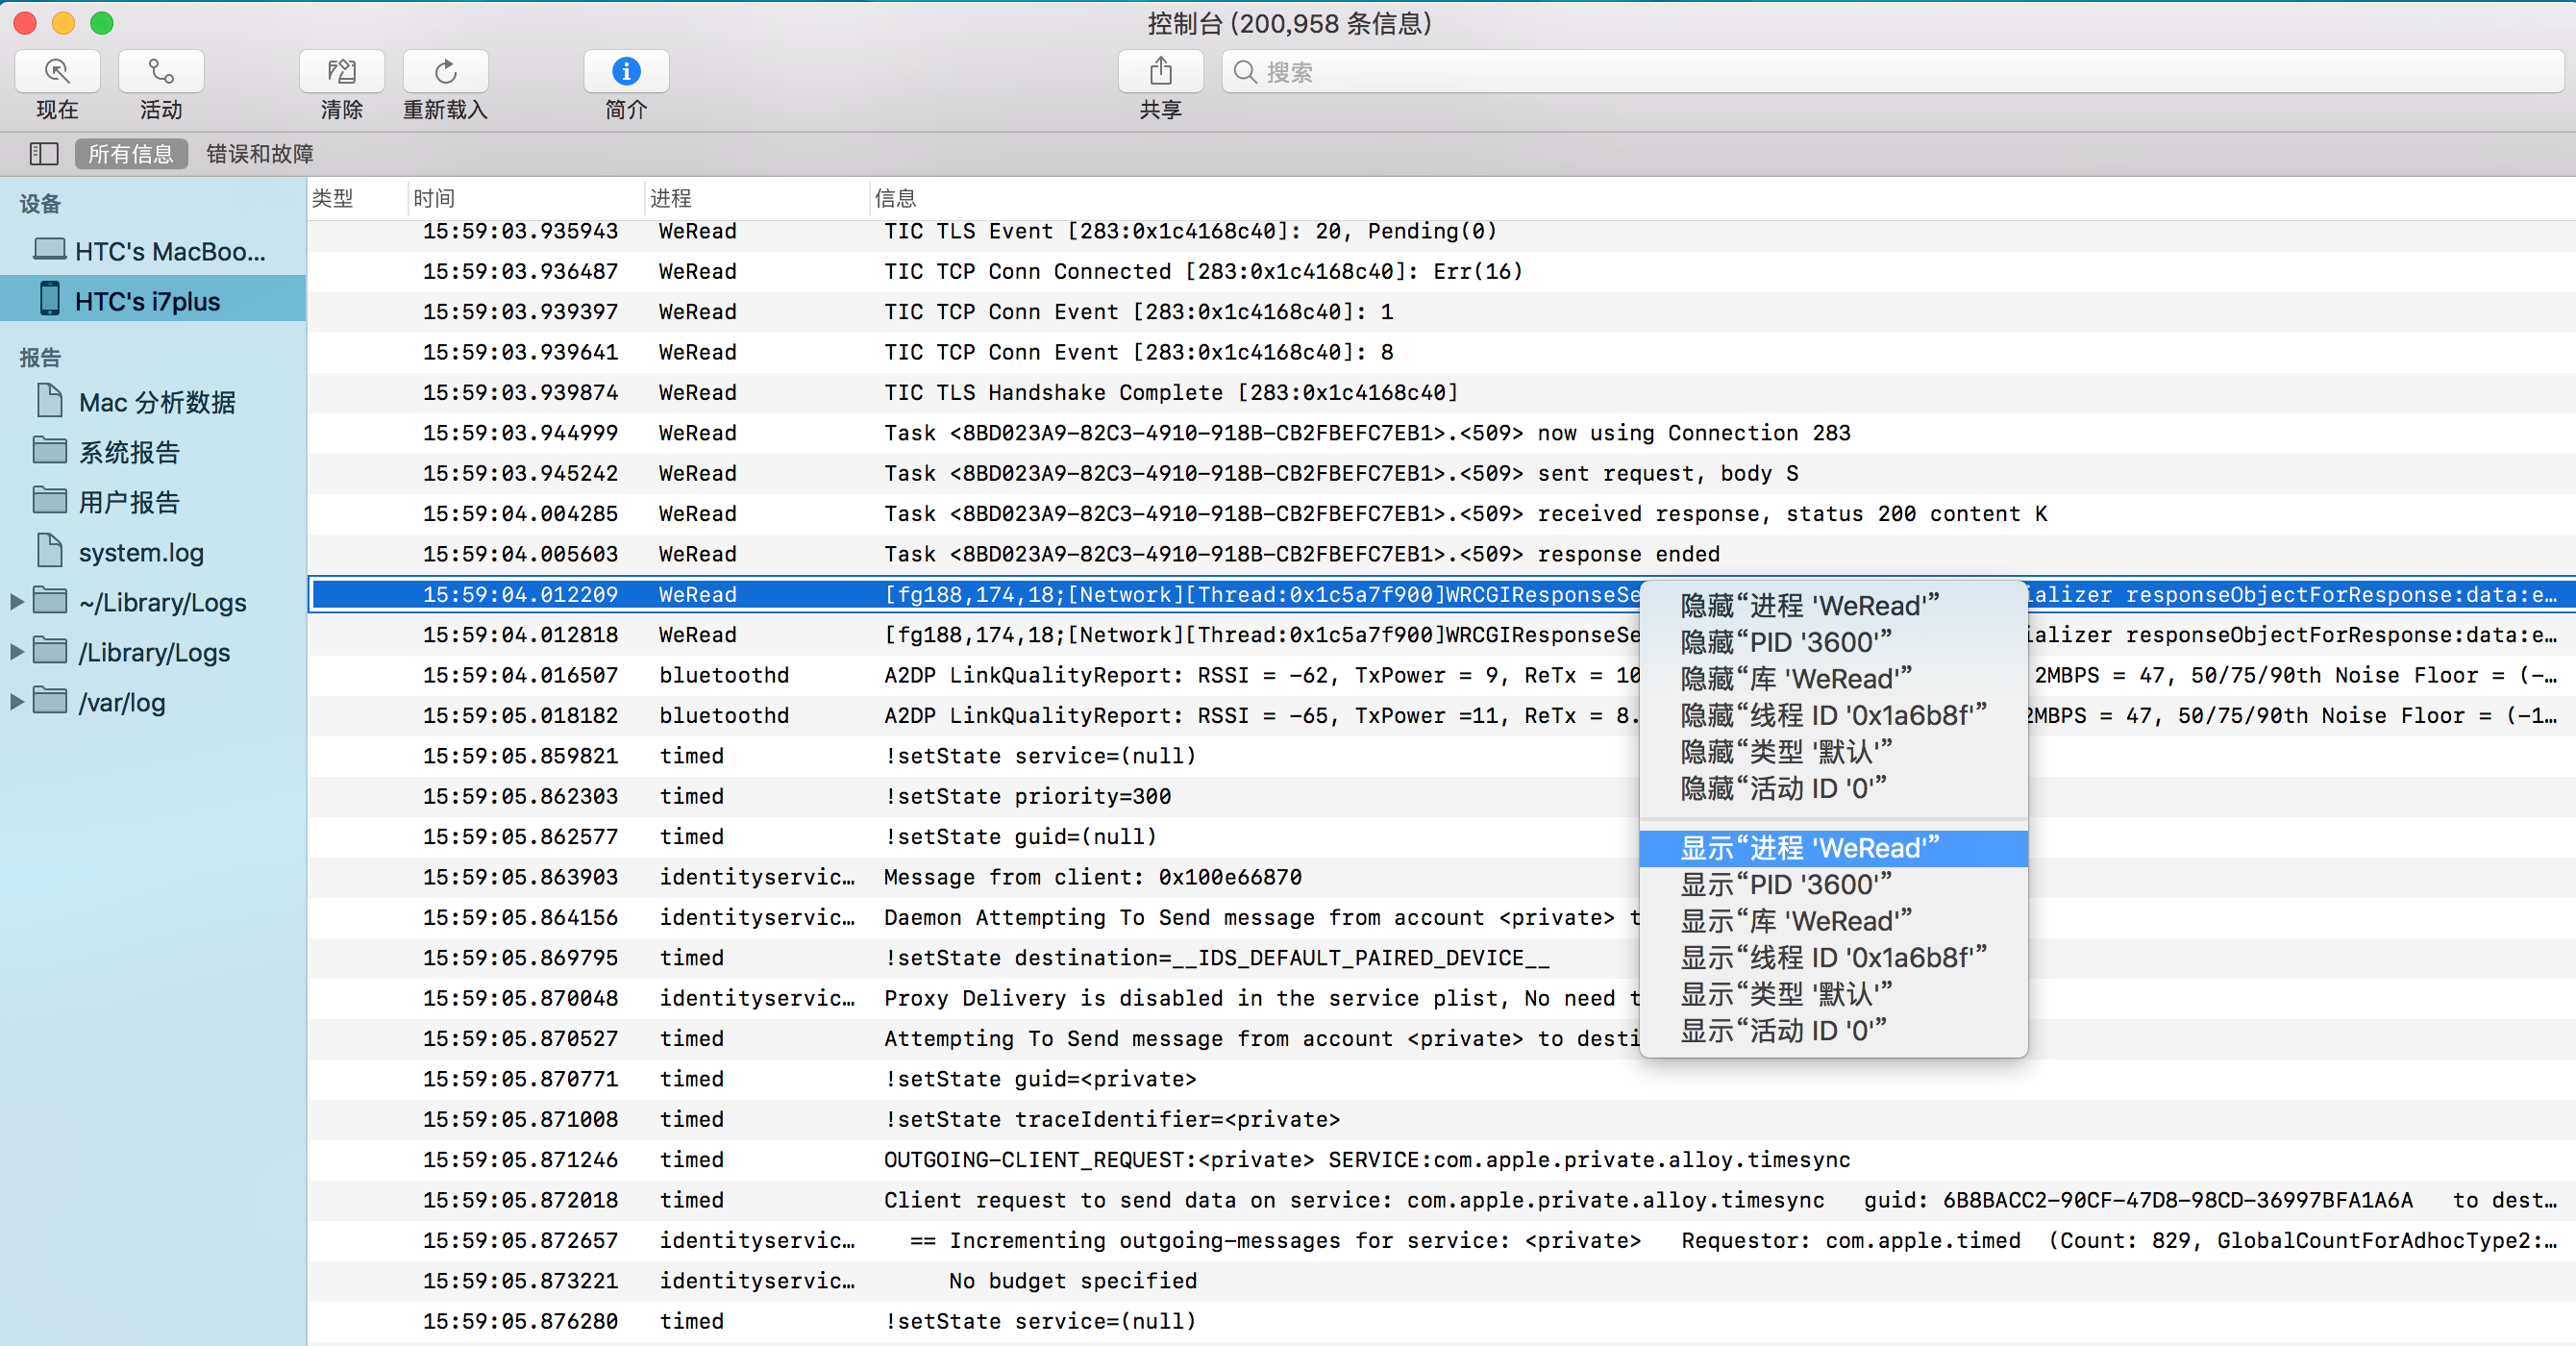 控制台 (200,958 条信息)
现在 活动 清除 重新载入 简介 共享 搜索
所有信息 错误和故障
设备
HTC's MacBoo...
HTC's i7plus
报告
Mac 分析数据
系统报告
用户报告
system.log
~/Library/Logs
/Library/Logs
/var/log
类型 时间 进程 信息
15:59:03.935943 WeRead TIC TLS Event [283:0x1c4168c40]: 20, Pending(0)
15:59:03.936487 WeRead TIC TCP Conn Connected [283:0x1c4168c40]: Err(16)
15:59:03.939397 WeRead TIC TCP Conn Event [283:0x1c4168c40]: 1
15:59:03.939641 WeRead TIC TCP Conn Event [283:0x1c4168c40]: 8
15:59:03.939874 WeRead TIC TLS Handshake Complete [283:0x1c4168c40]
15:59:03.944999 WeRead Task <8BD023A9-82C3-4910-918B-CB2FBEFC7EB1>.<509> now using Connection 283
15:59:03.945242 WeRead Task <8BD023A9-82C3-4910-918B-CB2FBEFC7EB1>.<509> sent request, body S
15:59:04.004285 WeRead Task <8BD023A9-82C3-4910-918B-CB2FBEFC7EB1>.<509> received response, status 200 content K
15:59:04.005603 WeRead Task <8BD023A9-82C3-4910-918B-CB2FBEFC7EB1>.<509> response ended
15:59:04.012209 WeRead [fg188,174,18;[Network][Thread:0x1c5a7f900]WRCGIResponseSe ializer responseObjectForResponse:data:e...
15:59:04.012818 WeRead [fg188,174,18;[Network][Thread:0x1c5a7f900]WRCGIResponseSe ializer responseObjectForResponse:data:e...
15:59:04.016507 bluetoothd A2DP LinkQualityReport: RSSI = -62, TxPower = 9, ReTx = 10 2MBPS = 47, 50/75/90th Noise Floor = (-...
15:59:05.018182 bluetoothd A2DP LinkQualityReport: RSSI = -65, TxPower =11, ReTx = 8. 2MBPS = 47, 50/75/90th Noise Floor = (-1...
15:59:05.859821 timed !setState service=(null)
15:59:05.862303 timed !setState priority=300
15:59:05.862577 timed !setState guid=(null)
15:59:05.863903 identityservic... Message from client: 0x100e66870
15:59:05.864156 identityservic... Daemon Attempting To Send message from account <private> t
15:59:05.869795 timed !setState destination=__IDS_DEFAULT_PAIRED_DEVICE__
15:59:05.870048 identityservic... Proxy Delivery is disabled in the service plist, No need t
15:59:05.870527 timed Attempting To Send message from account <private> to desti
15:59:05.870771 timed !setState guid=<private>
15:59:05.871008 timed !setState traceIdentifier=<private>
15:59:05.871246 timed OUTGOING-CLIENT_REQUEST:<private> SERVICE:com.apple.private.alloy.timesync
15:59:05.872018 timed Client request to send data on service: com.apple.private.alloy.timesync guid: 6B8BACC2-90CF-47D8-98CD-36997BFA1A6A to dest...
15:59:05.872657 identityservic... == Incrementing outgoing-messages for service: <private> Requestor: com.apple.timed (Count: 829, GlobalCountForAdhocType2:...
15:59:05.873221 identityservic... No budget specified
15:59:05.876280 timed !setState service=(null)
隐藏“进程 'WeRead'”
隐藏“PID '3600'”
隐藏“库 'WeRead'”
隐藏“线程 ID '0x1a6b8f'”
隐藏“类型 '默认'”
隐藏“活动 ID '0'”
显示“进程 'WeRead'”
显示“PID '3600'”
显示“库 'WeRead'”
显示“线程 ID '0x1a6b8f'”
显示“类型 '默认'”
显示“活动 ID '0'”